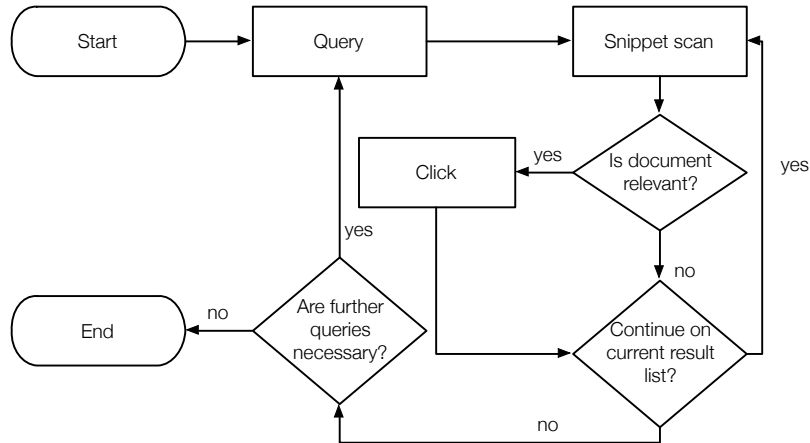 Start
Query
Snippet scan
Is document
relevant?
yes
Click
yes
no
yes
Are further
queries
necessary?
no
End
Continue on
current result
list?
no